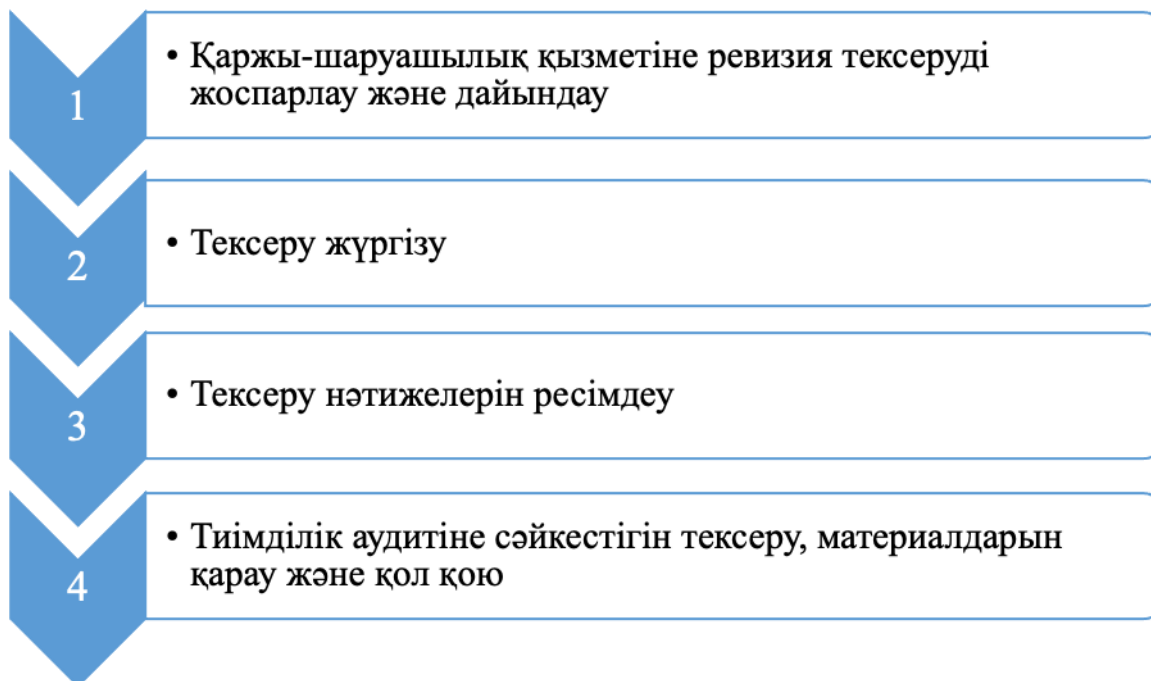 1
• Қаржы-шаруашылық қызметіне ревизия тексеруді
жоспарлау және дайындау
2
• Тексеру жүргізу
3
• Тексеру нәтижелерін ресімдеу
4
• Тиімділік аудитіне сәйкестігін тексеру, материалдарын
қарау және қол қою